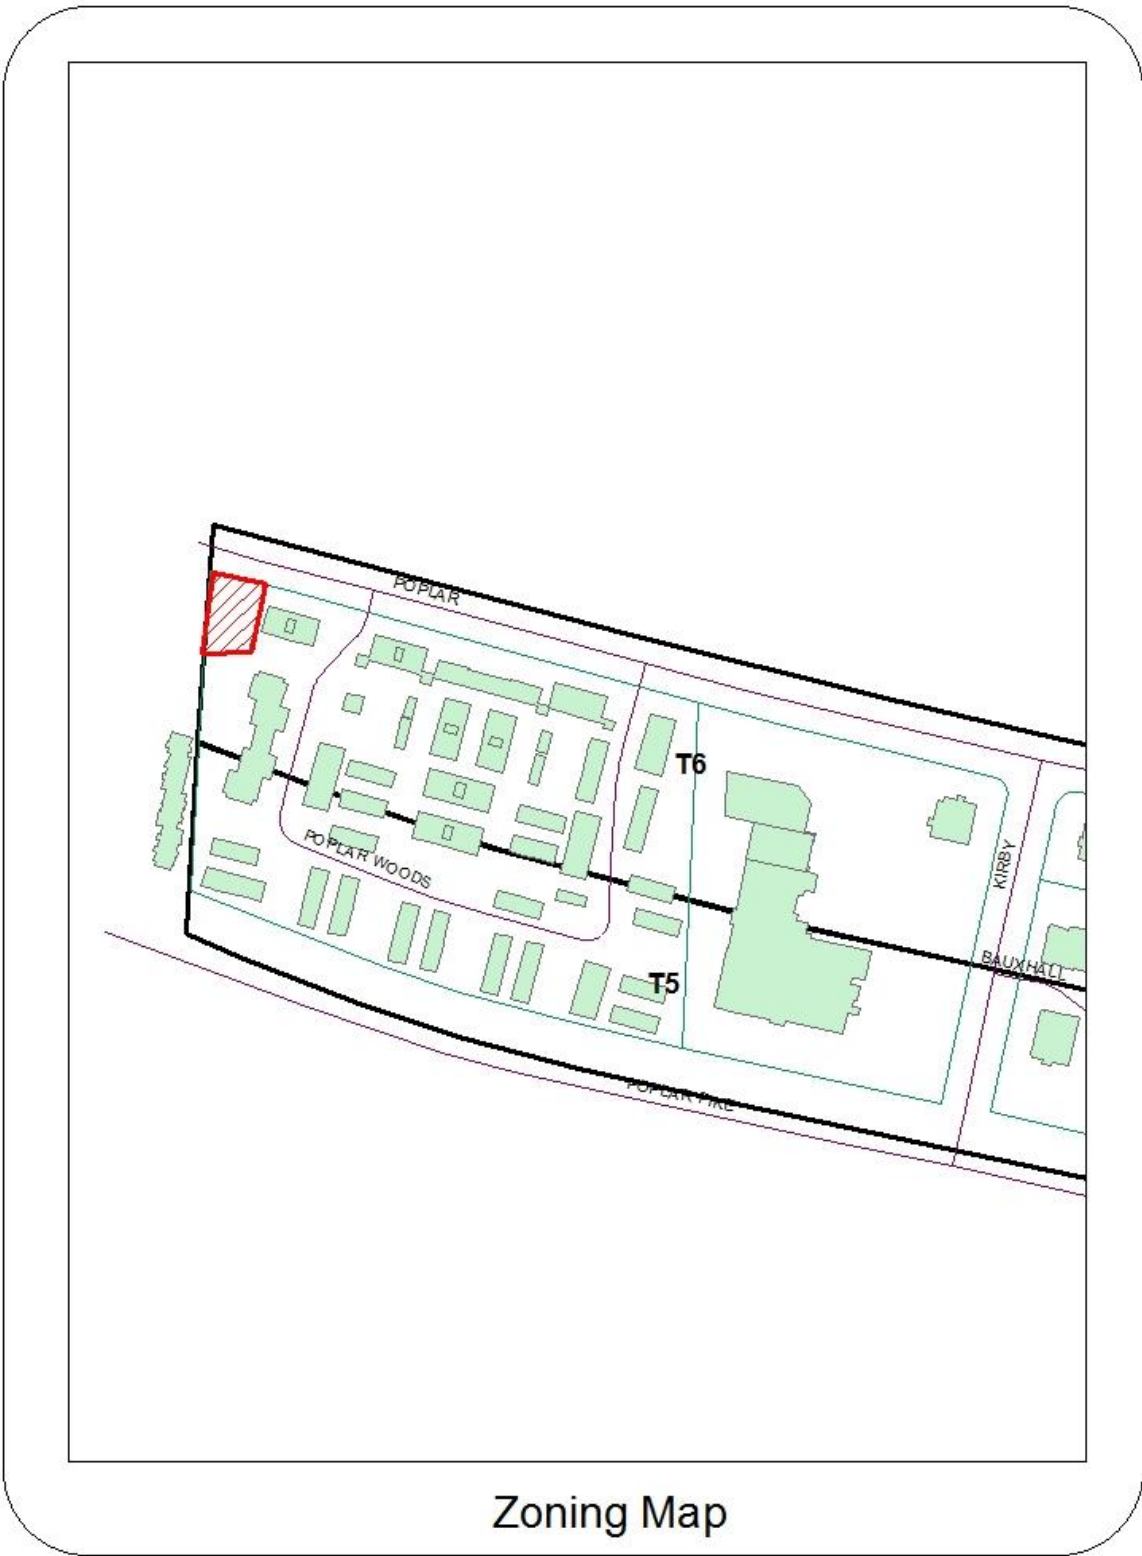 POPLAR
T6
KIRBY
POPLAR WOODS
BAUXHALL
T5
POPLAR PIKE
Zoning Map